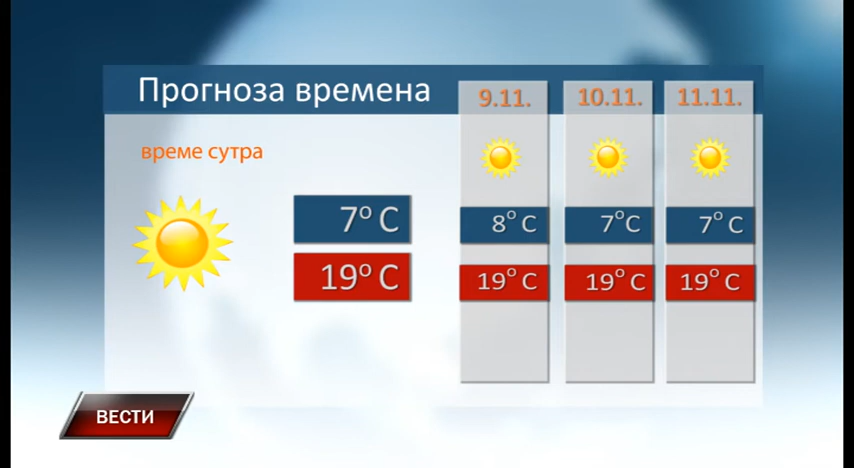 Прогноза времена
време сутра
7° C
19° C
9.11.
8° C
19° C
10.11.
7°C
19° C
11.11.
7° C
19° C
ВЕСТИ